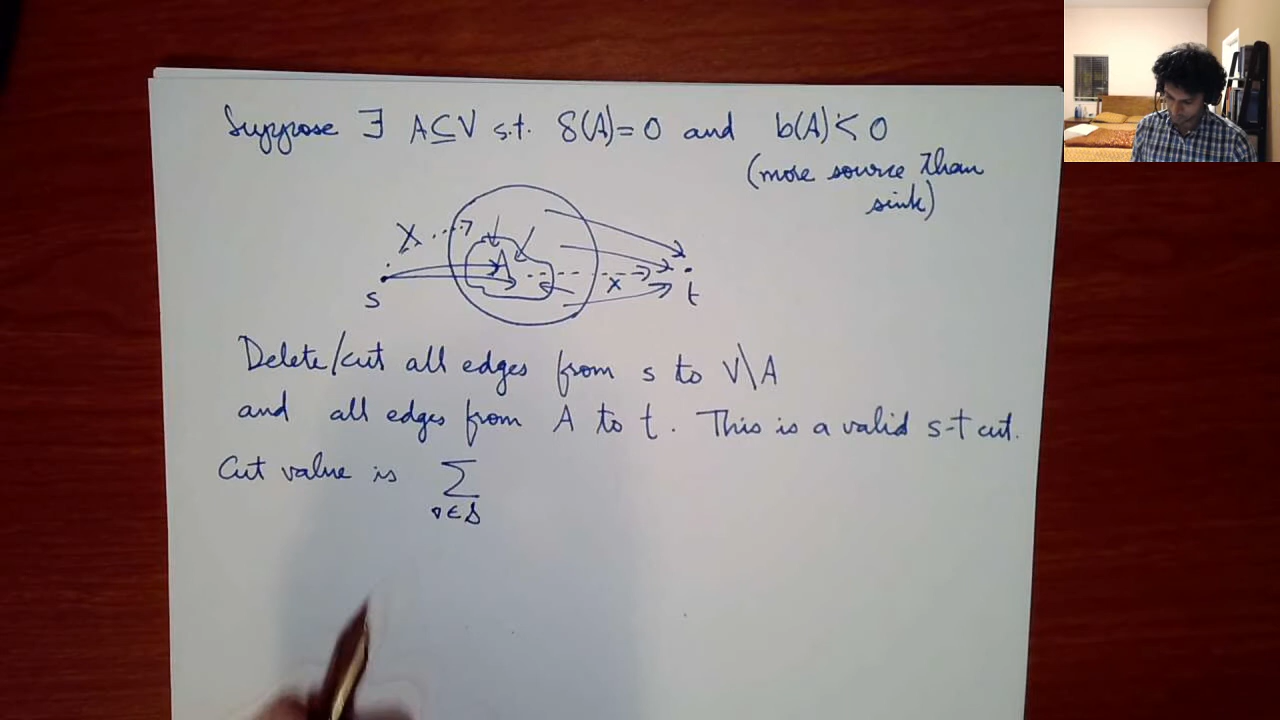 Suppose ∃ A⊆V s.t. δ(A)=0 and b(A)<0
(more source than
sink)
X
A
x
s
t
Delete/cut all edges from s to V\A
and all edges from A to t. This is a valid s-t cut.
Cut value is ∑
v∈S